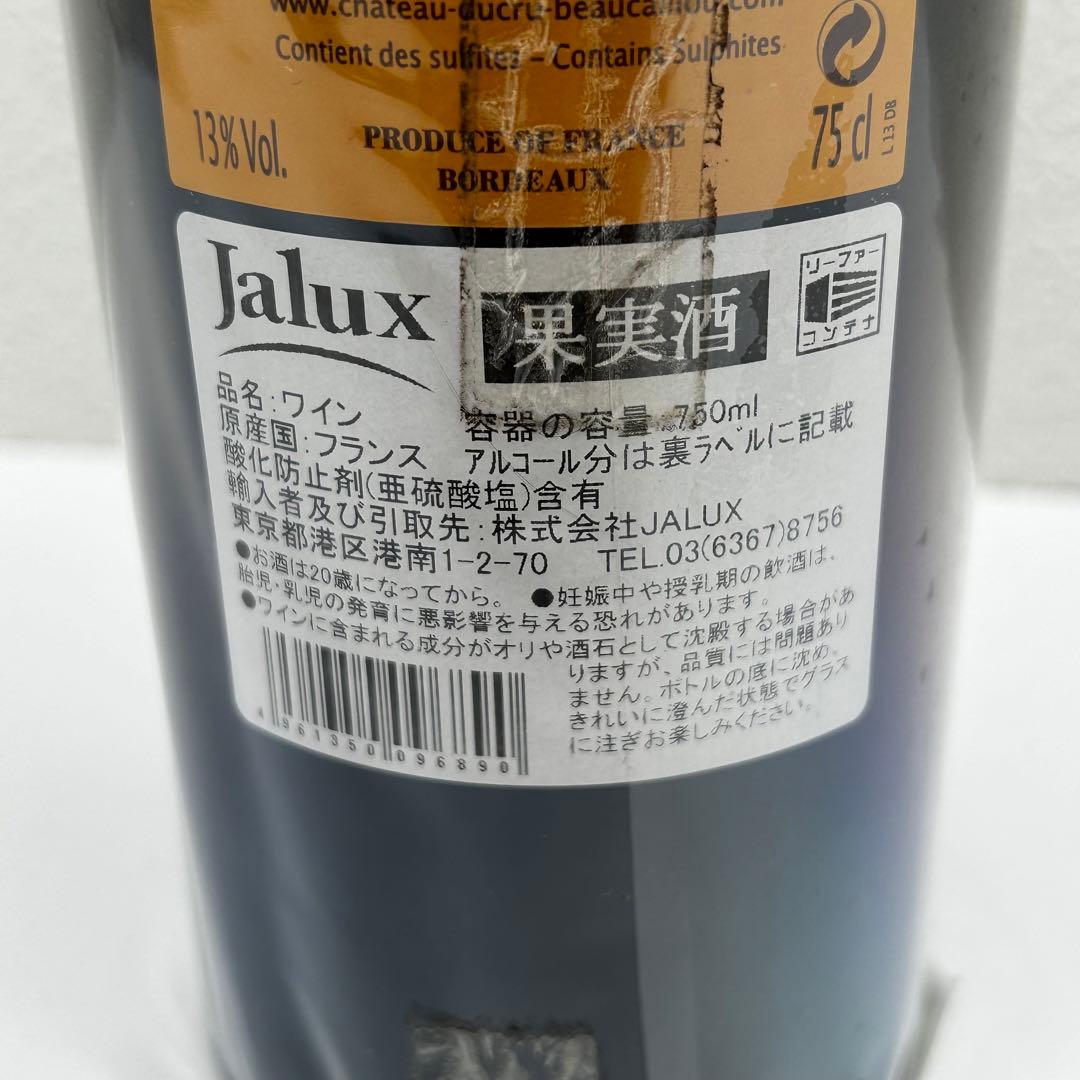 www.chateau-ducru-beaucaillou.com
Contient des sulfites - Contains Sulphites
13% Vol.
PRODUCE OF FRANCE
BORDEAUX
75 cl
L 13 DB
Jalux
果実酒
リーファー
コンテナ
品名:ワイン
容器の容量:750ml
原産国:フランス
アルコール分は裏ラベルに記載
酸化防止剤(亜硫酸塩)含有
輸入者及び引取先:株式会社JALUX
東京都港区港南1-2-70 TEL.03(6367)8756
●お酒は20歳になってから。 ●妊娠中や授乳期の飲酒は、
胎児・乳児の発育に悪影響を与える恐れがあります。
●ワインに含まれる成分がオリや酒石として沈殿する場合があ
りますが、品質には問題あり
ません。ボトルの底に沈め、
きれいに澄んだ状態でグラス
に注ぎお楽しみください。
4 961350 096890